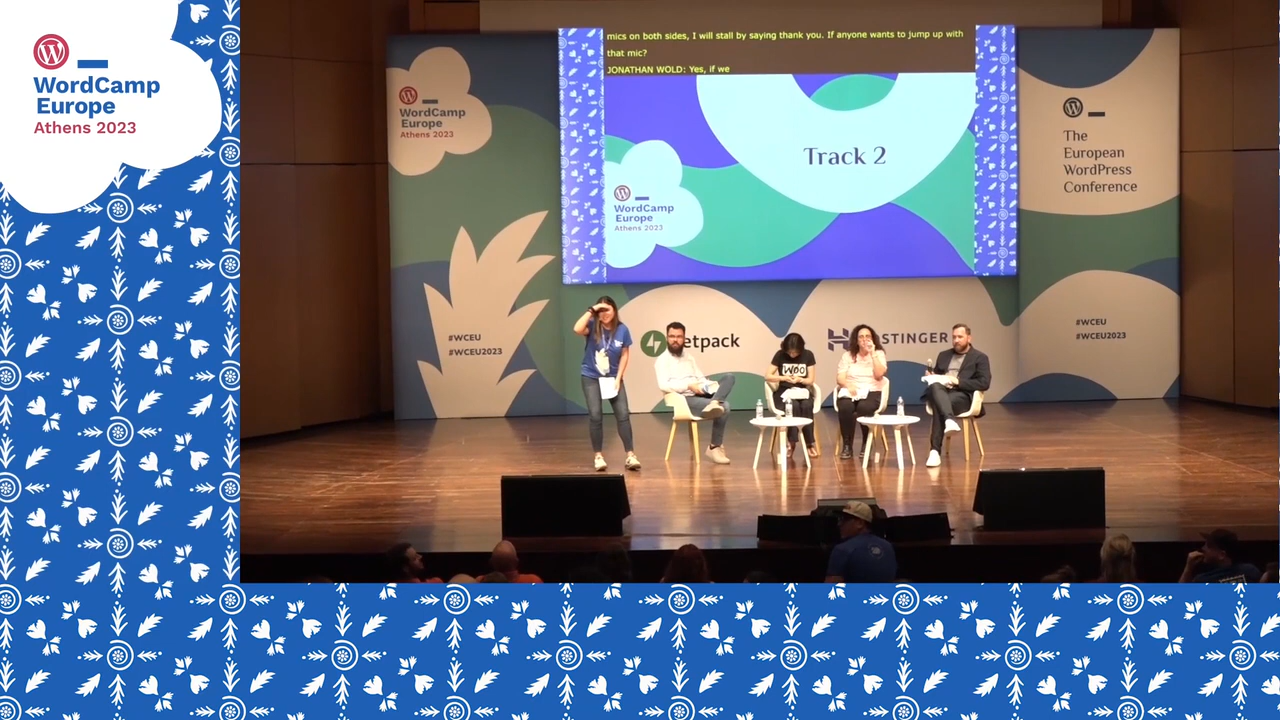 WordCamp
Europe
Athens 2023
mics on both sides, I will stall by saying thank you. If anyone wants to jump up with
that mic?
JONATHAN WOLD: Yes, if we
Track 2
WordCamp
Europe
Athens 2023
WordCamp
Europe
Athens 2023
The
European
WordPress
Conference
#WCEU
#WCEU2023
etpack
WOO
STINGER
#WCEU
#WCEU2023